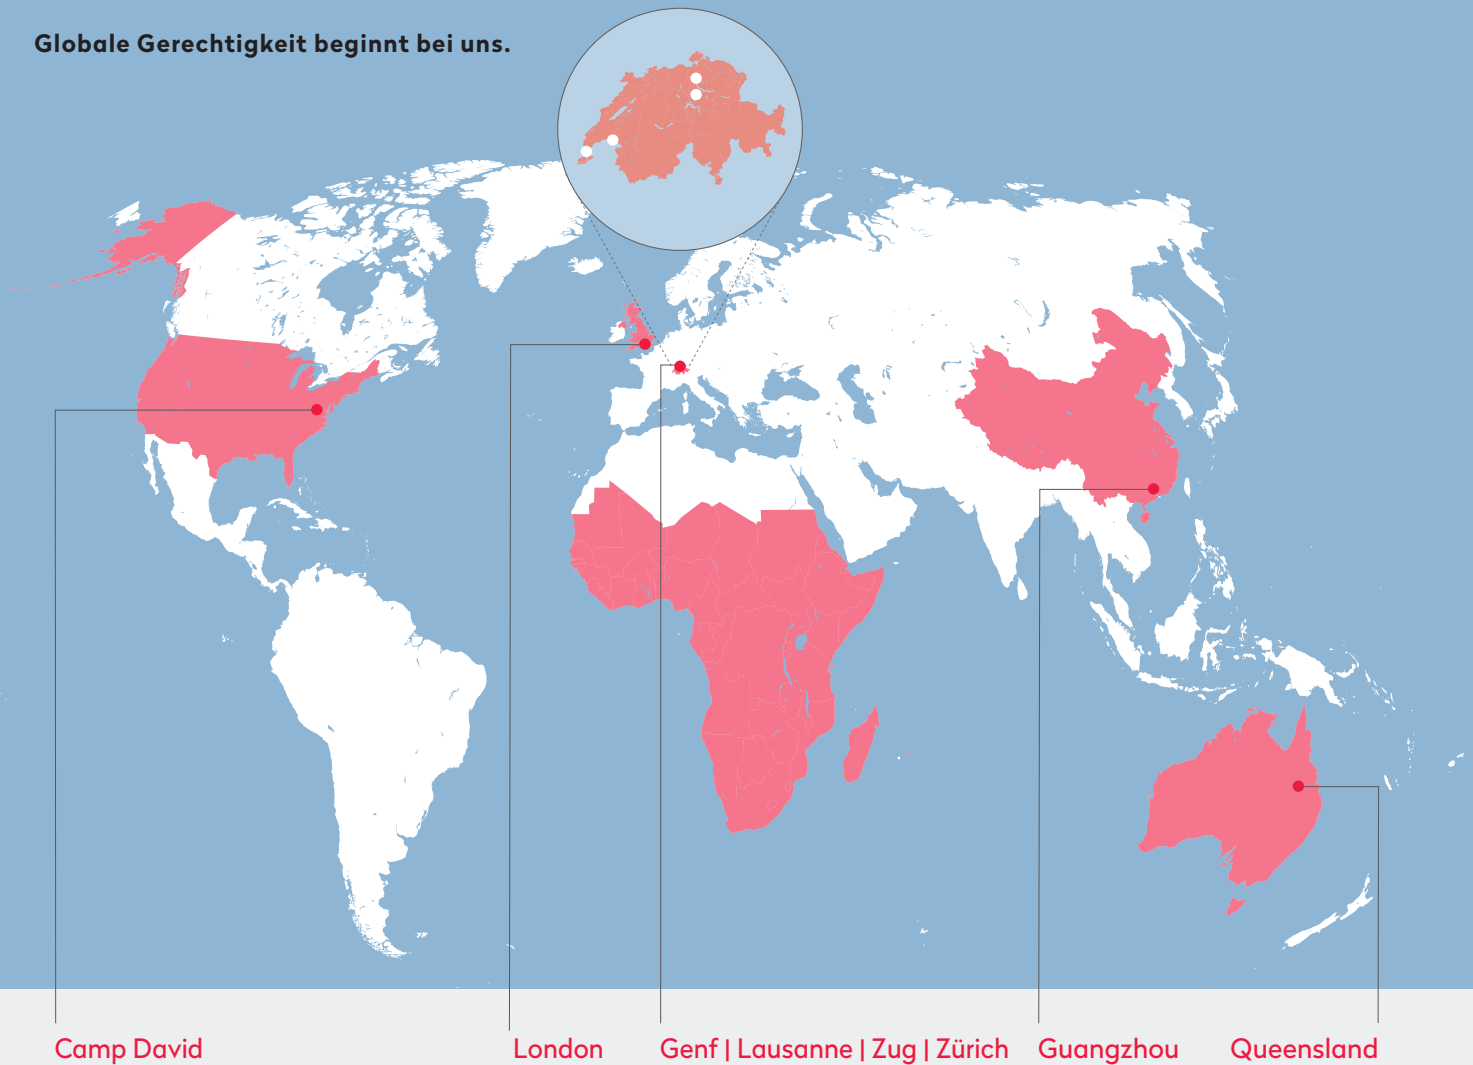 Globale Gerechtigkeit beginnt bei uns.
Camp David
London
Genf | Lausanne | Zug | Zürich
Guangzhou
Queensland